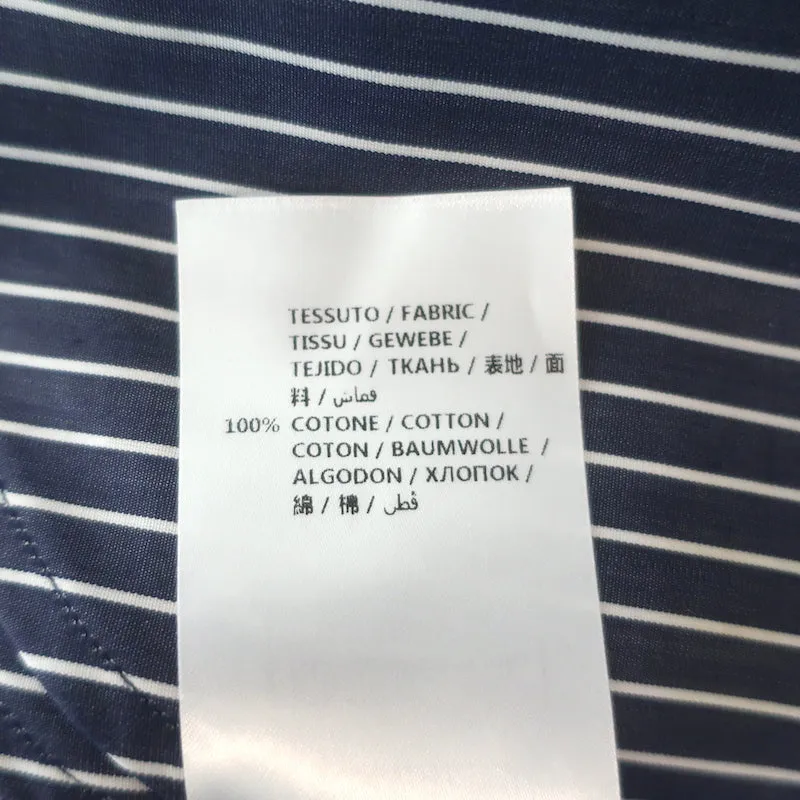 TESSUTO / FABRIC /
TISSU / GEWEBE /
TEJIDO / ТКАНЬ / 表地 / 面
料 / قماش
100% COTONE / COTTON /
COTON / BAUMWOLLE /
ALGODON / ХЛОПОК /
綿 / 棉 / قطن